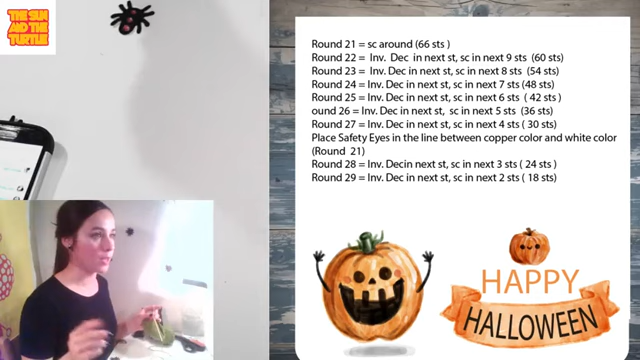 THE SUN
AND THE
TURTLE
Round 21 = sc around (66 sts )
Round 22 = Inv. Dec in next st, sc in next 9 sts (60 sts)
Round 23 = Inv. Dec in next st, sc in next 8 sts (54 sts)
Round 24 = Inv. Dec in next st, sc in next 7 sts (48 sts)
Round 25 = Inv. Dec in next st, sc in next 6 sts ( 42 sts )
ound 26 = Inv. Dec in next st, sc in next 5 sts (36 sts)
Round 27 = Inv. Dec in next st, sc in next 4 sts ( 30 sts)
Place Safety Eyes in the line between copper color and white color
(Round 21)
Round 28 = Inv. Decin next st, sc in next 3 sts ( 24 sts )
Round 29 = Inv. Dec in next st, sc in next 2 sts ( 18 sts)
HAPPY
HALLOWEEN